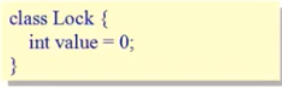 class Lock {
int value = 0;
}